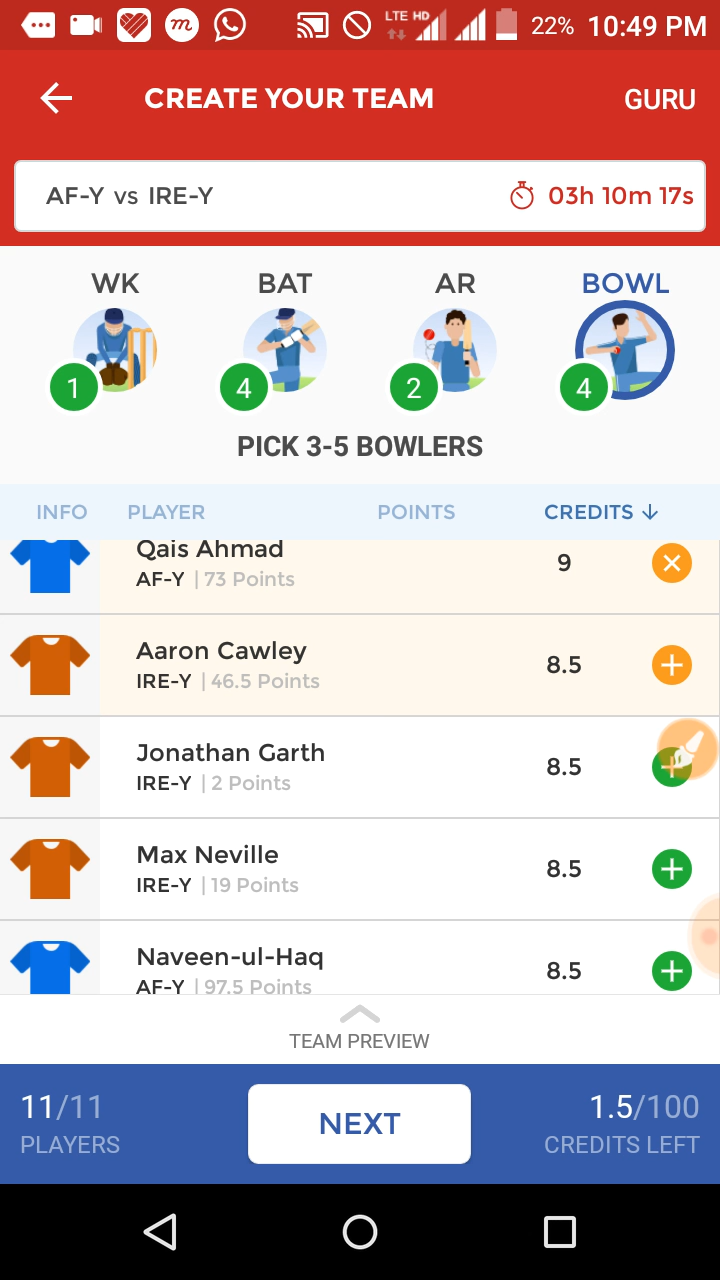 LTE HD 22% 10:49 PM
CREATE YOUR TEAM GURU
AF-Y vs IRE-Y 03h 10m 17s
WK BAT AR BOWL
1 4 2 4
PICK 3-5 BOWLERS
INFO PLAYER POINTS CREDITS ↓
Qais Ahmad 9
AF-Y | 73 Points
Aaron Cawley 8.5
IRE-Y | 46.5 Points
Jonathan Garth 8.5
IRE-Y | 2 Points
Max Neville 8.5
IRE-Y | 19 Points
Naveen-ul-Haq 8.5
AF-Y | 97.5 Points
TEAM PREVIEW
11/11 NEXT 1.5/100
PLAYERS CREDITS LEFT